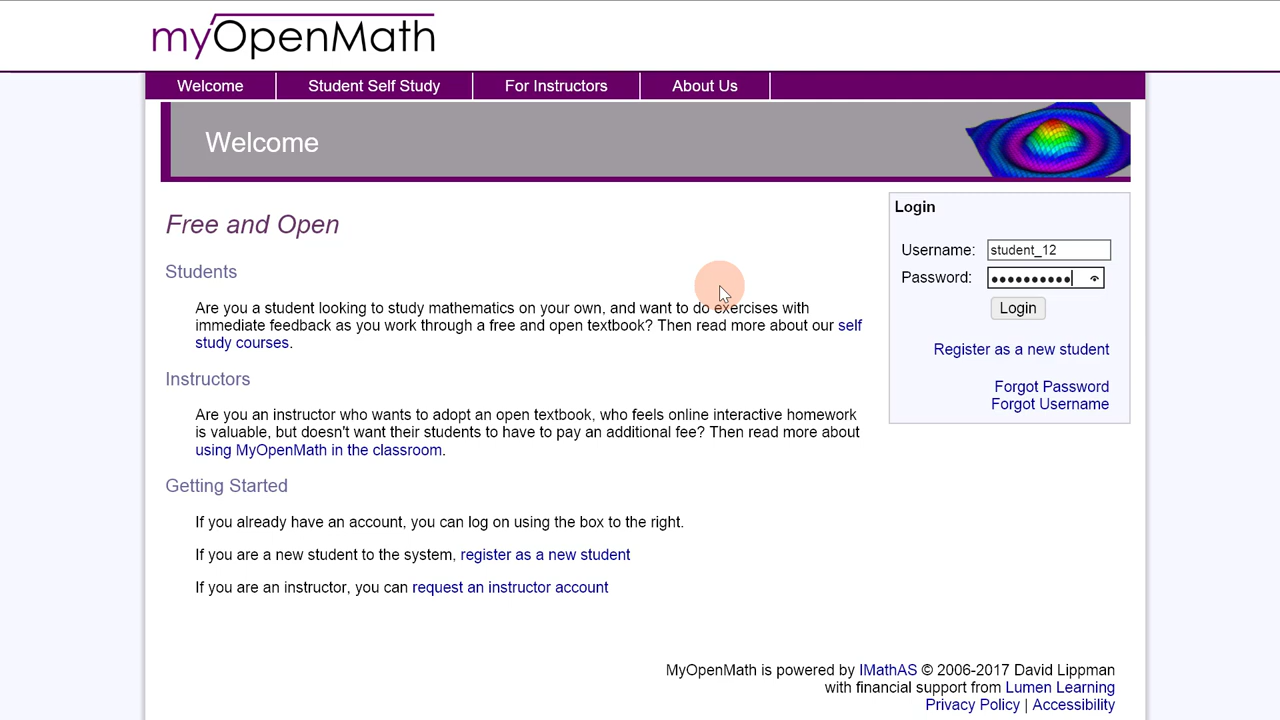 myOpenMath
Welcome
Student Self Study
For Instructors
About Us
Welcome
Free and Open
Students
Are you a student looking to study mathematics on your own, and want to do exercises with
immediate feedback as you work through a free and open textbook? Then read more about our self
study courses.
Instructors
Are you an instructor who wants to adopt an open textbook, who feels online interactive homework
is valuable, but doesn't want their students to have to pay an additional fee? Then read more about
using MyOpenMath in the classroom.
Getting Started
If you already have an account, you can log on using the box to the right.
If you are a new student to the system, register as a new student
If you are an instructor, you can request an instructor account
Login
Username: student_12
Password: ●●●●●●●●●●
Login
Register as a new student
Forgot Password
Forgot Username
MyOpenMath is powered by IMathAS © 2006-2017 David Lippman
with financial support from Lumen Learning
Privacy Policy | Accessibility